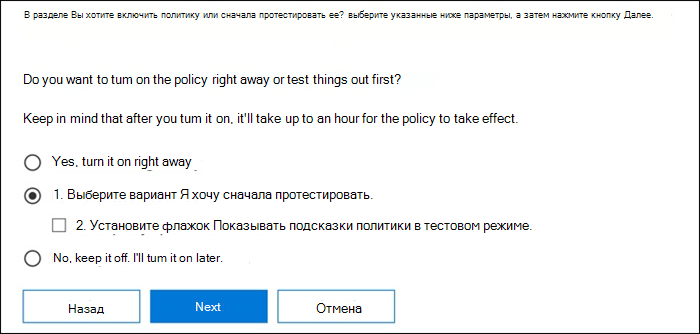 В разделе Вы хотите включить политику или сначала протестировать ее? выберите указанные ниже параметры, а затем нажмите кнопку Далее.
Do you want to tum on the policy right away or test things out first?
Keep in mind that after you tum it on, it'll take up to an hour for the policy to take effect.
Yes, turn it on right away
1. Выберите вариант Я хочу сначала протестировать.
2. Установите флажок Показывать подсказки политики в тестовом режиме.
No, keep it off. I'll tum it on later.
Назад
Next
Отмена